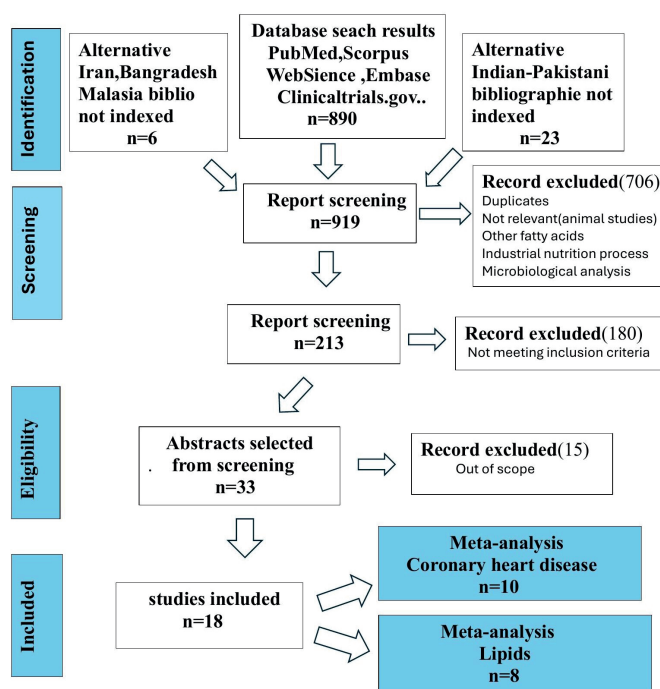 Identification
Alternative
Iran,Bangradesh
Malasia biblio
not indexed
n=6
Database seach results
PubMed,Scorpus
WebSience ,Embase
Clinicaltrials.gov..
n=890
Alternative
Indian-Pakistani
bibliographie not
indexed
n=23
Screening
Report screening
n=919
Record excluded(706)
Duplicates
Not relevant(animal studies)
Other fatty acids
Industrial nutrition process
Microbiological analysis
Report screening
n=213
Record excluded(180)
Not meeting inclusion criteria
Eligibility
Abstracts selected
. from screening
n=33
Record excluded(15)
Out of scope
Included
studies included
n=18
Meta-analysis
Coronary heart disease
n=10
Meta-analysis
Lipids
n=8